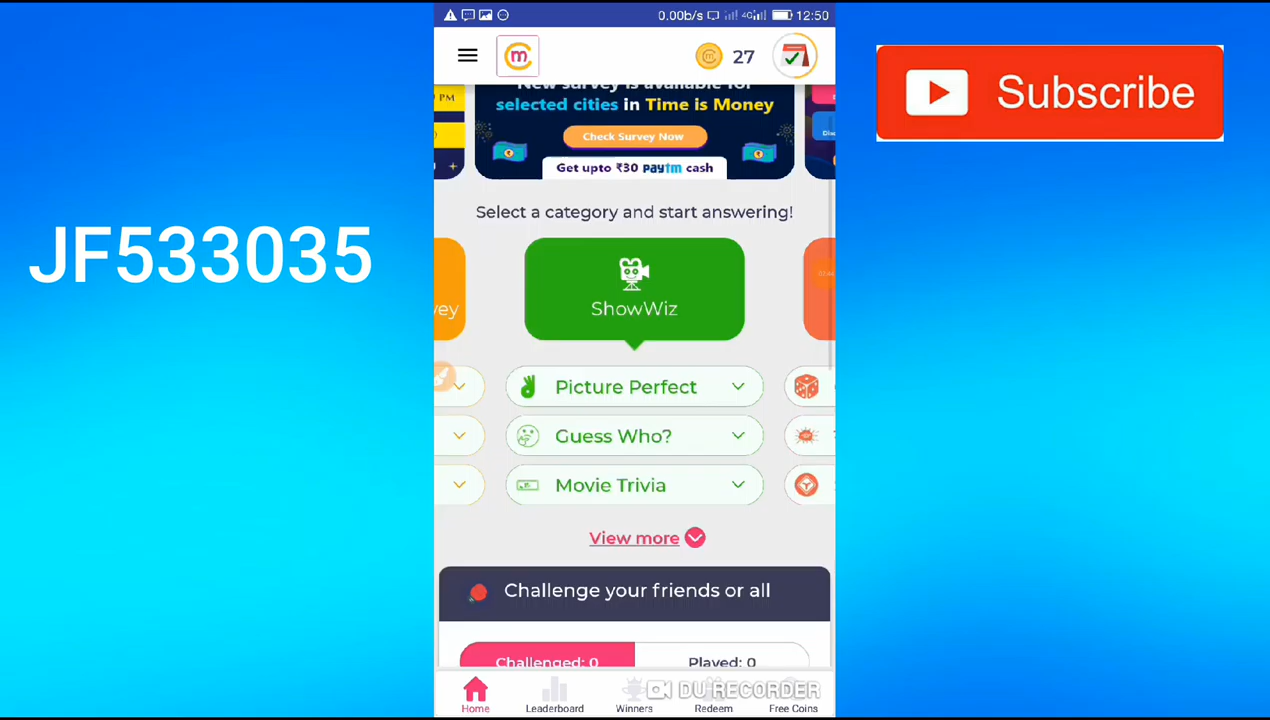 0.00b/s 4G 12:50
m 27
PM
New survey is available for
selected cities in Time is Money
Check Survey Now
Get upto ₹30 paytm cash
Subscribe
JF533035
Select a category and start answering!
vey
ShowWiz
Picture Perfect
Guess Who?
Movie Trivia
View more
Challenge your friends or all
Challenged: 0 Played: 0
DU RECORDER
Home Leaderboard Winners Redeem Free Coins